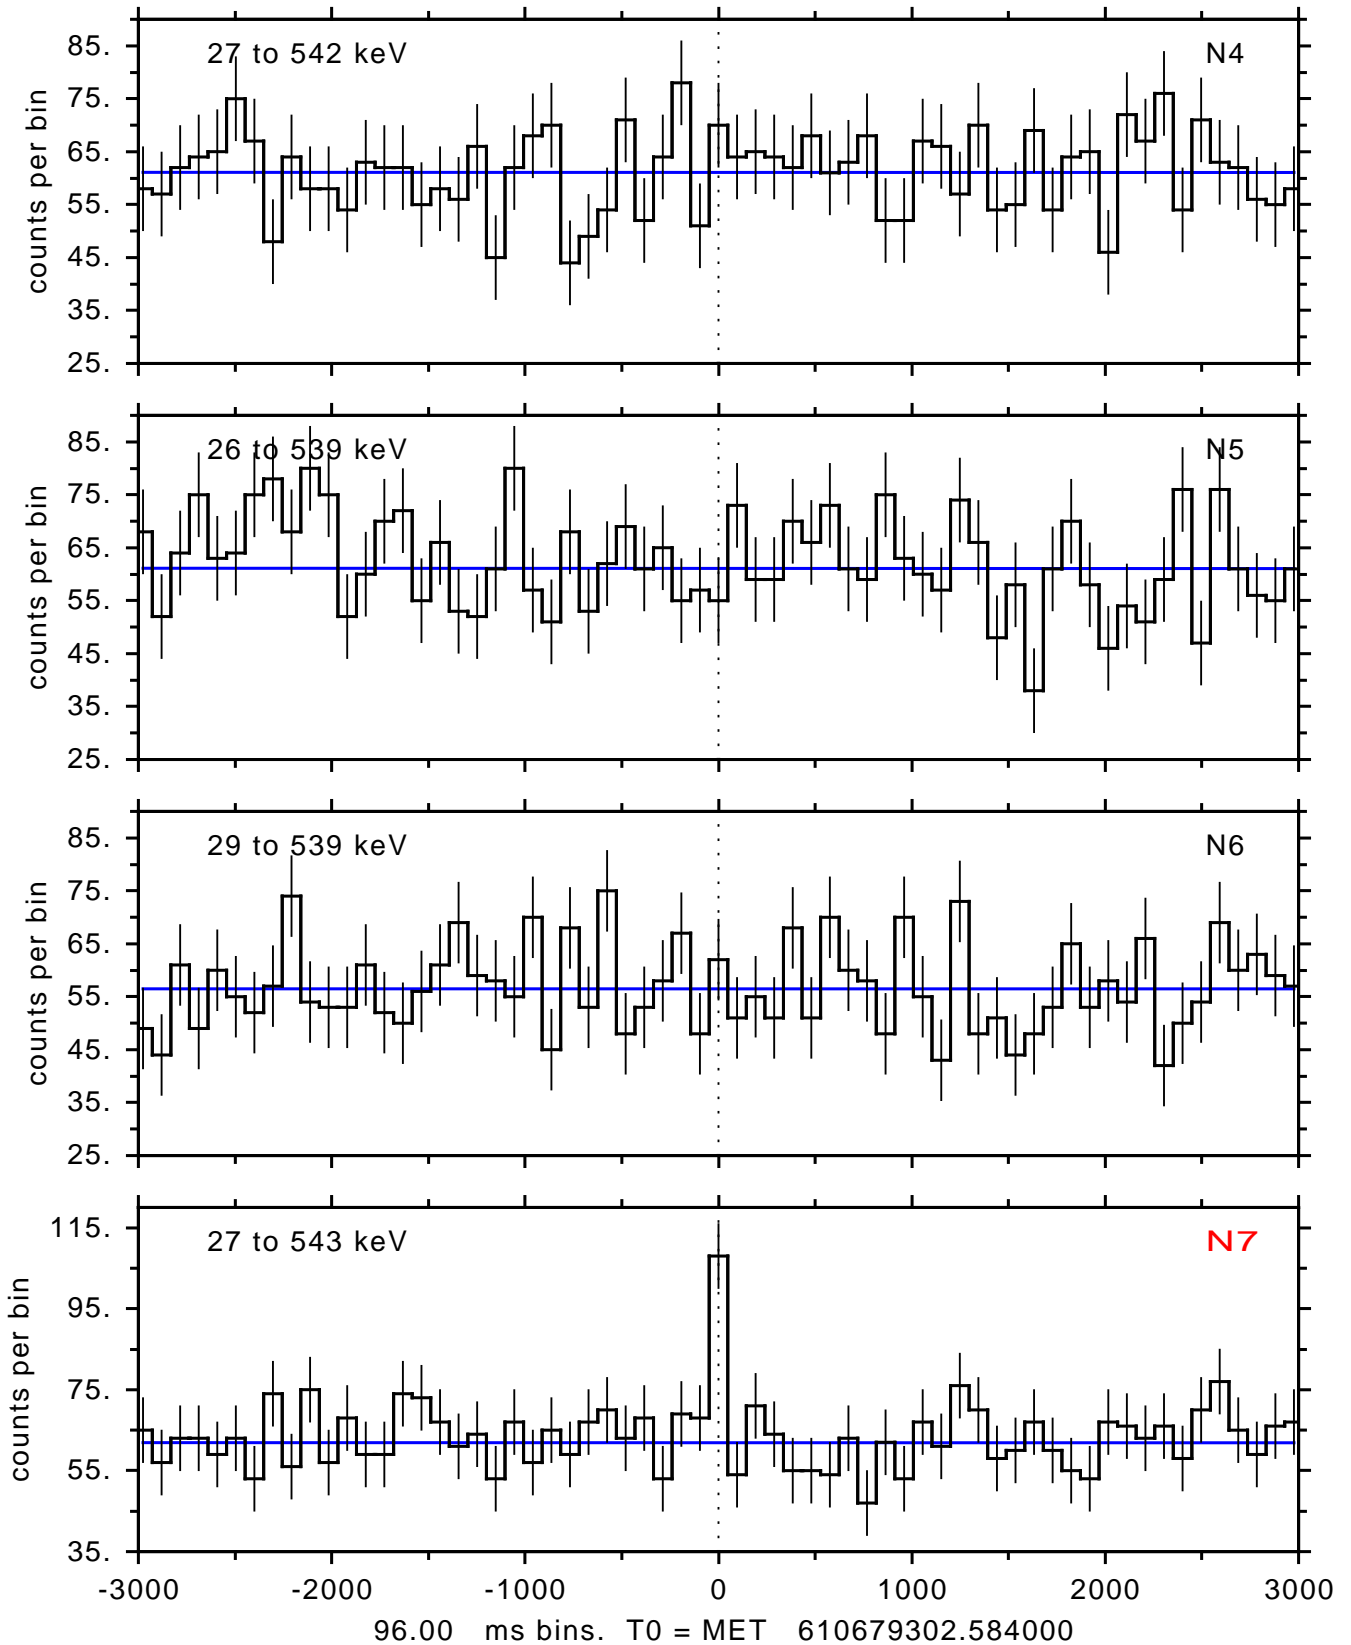 27 to 542 keV N4
85.
75.
65.
55.
45.
35.
25.
counts per bin
26 to 539 keV N5
85.
75.
65.
55.
45.
35.
25.
counts per bin
29 to 539 keV N6
85.
75.
65.
55.
45.
35.
25.
counts per bin
27 to 543 keV N7
115.
95.
75.
55.
35.
counts per bin
-3000 -2000 -1000 0 1000 2000 3000
96.00 ms bins. T0 = MET 610679302.584000